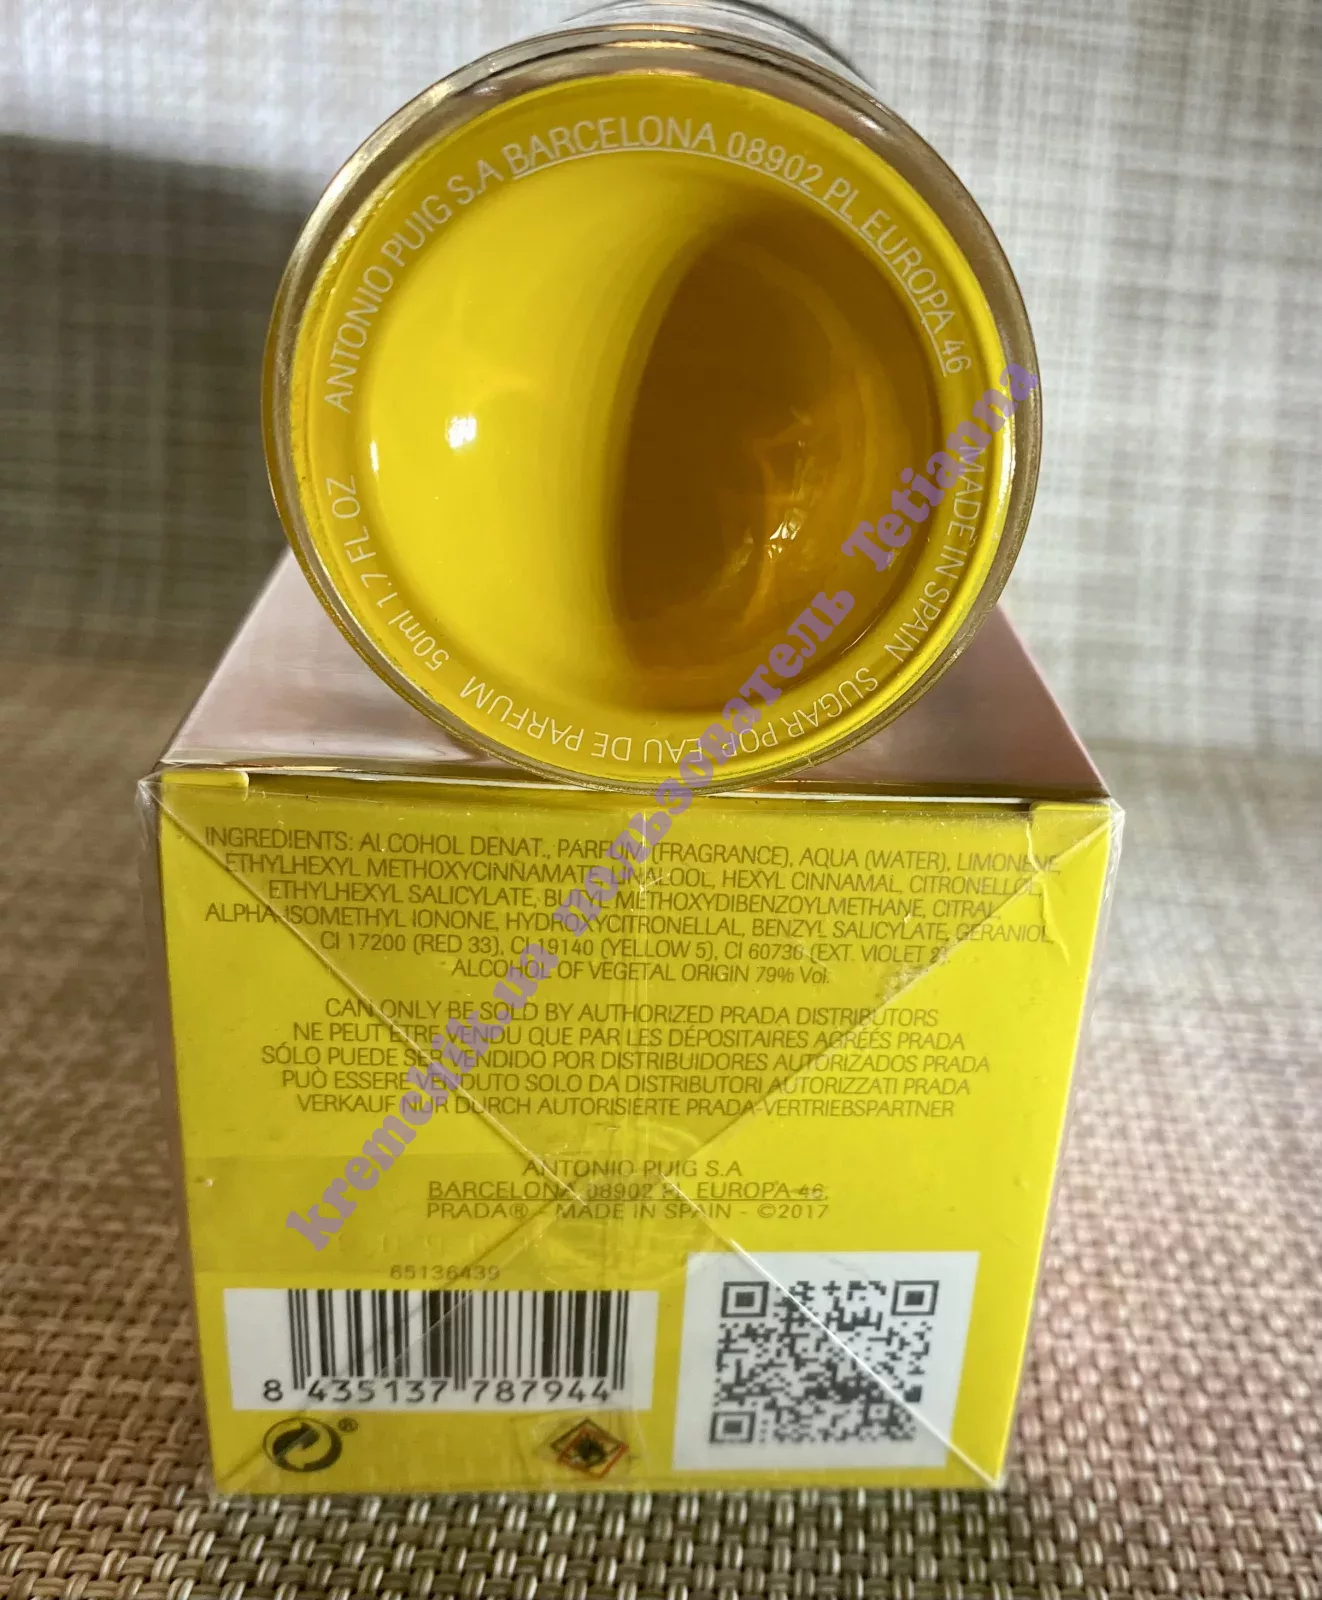 ANTONIO PUIG S.A BARCELONA 08902 PL EUROPA 46
MADE IN SPAIN
SUGAR POP EAU DE PARFUM
50ml 1.7 FL OZ
INGREDIENTS: ALCOHOL DENAT., PARFUM (FRAGRANCE), AQUA (WATER), LIMONENE,
ETHYLHEXYL METHOXYCINNAMATE, LINALOOL, HEXYL CINNAMAL, CITRONELLOL,
ETHYLHEXYL SALICYLATE, BUTYL METHOXYDIBENZOYLMETHANE, CITRAL,
ALPHA-ISOMETHYL IONONE, HYDROXYCITRONELLAL, BENZYL SALICYLATE, GERANIOL,
CI 17200 (RED 33), CI 19140 (YELLOW 5), CI 60730 (EXT. VIOLET 2).
ALCOHOL OF VEGETAL ORIGIN 79% Vol.
CAN ONLY BE SOLD BY AUTHORIZED PRADA DISTRIBUTORS
NE PEUT ÊTRE VENDU QUE PAR LES DÉPOSITAIRES AGRÉÉS PRADA
SÓLO PUEDE SER VENDIDO POR DISTRIBUIDORES AUTORIZADOS PRADA
PUÒ ESSERE VENDUTO SOLO DA DISTRIBUTORI AUTORIZZATI PRADA
VERKAUF NUR DURCH AUTORISIERTE PRADA-VERTRIEBSPARTNER
ANTONIO PUIG S.A
BARCELONA 08902 PL EUROPA 46
PRADA® - MADE IN SPAIN - ©2017
65136439
8 435137 787944
®
kremchik.ua пользователь Tetianna